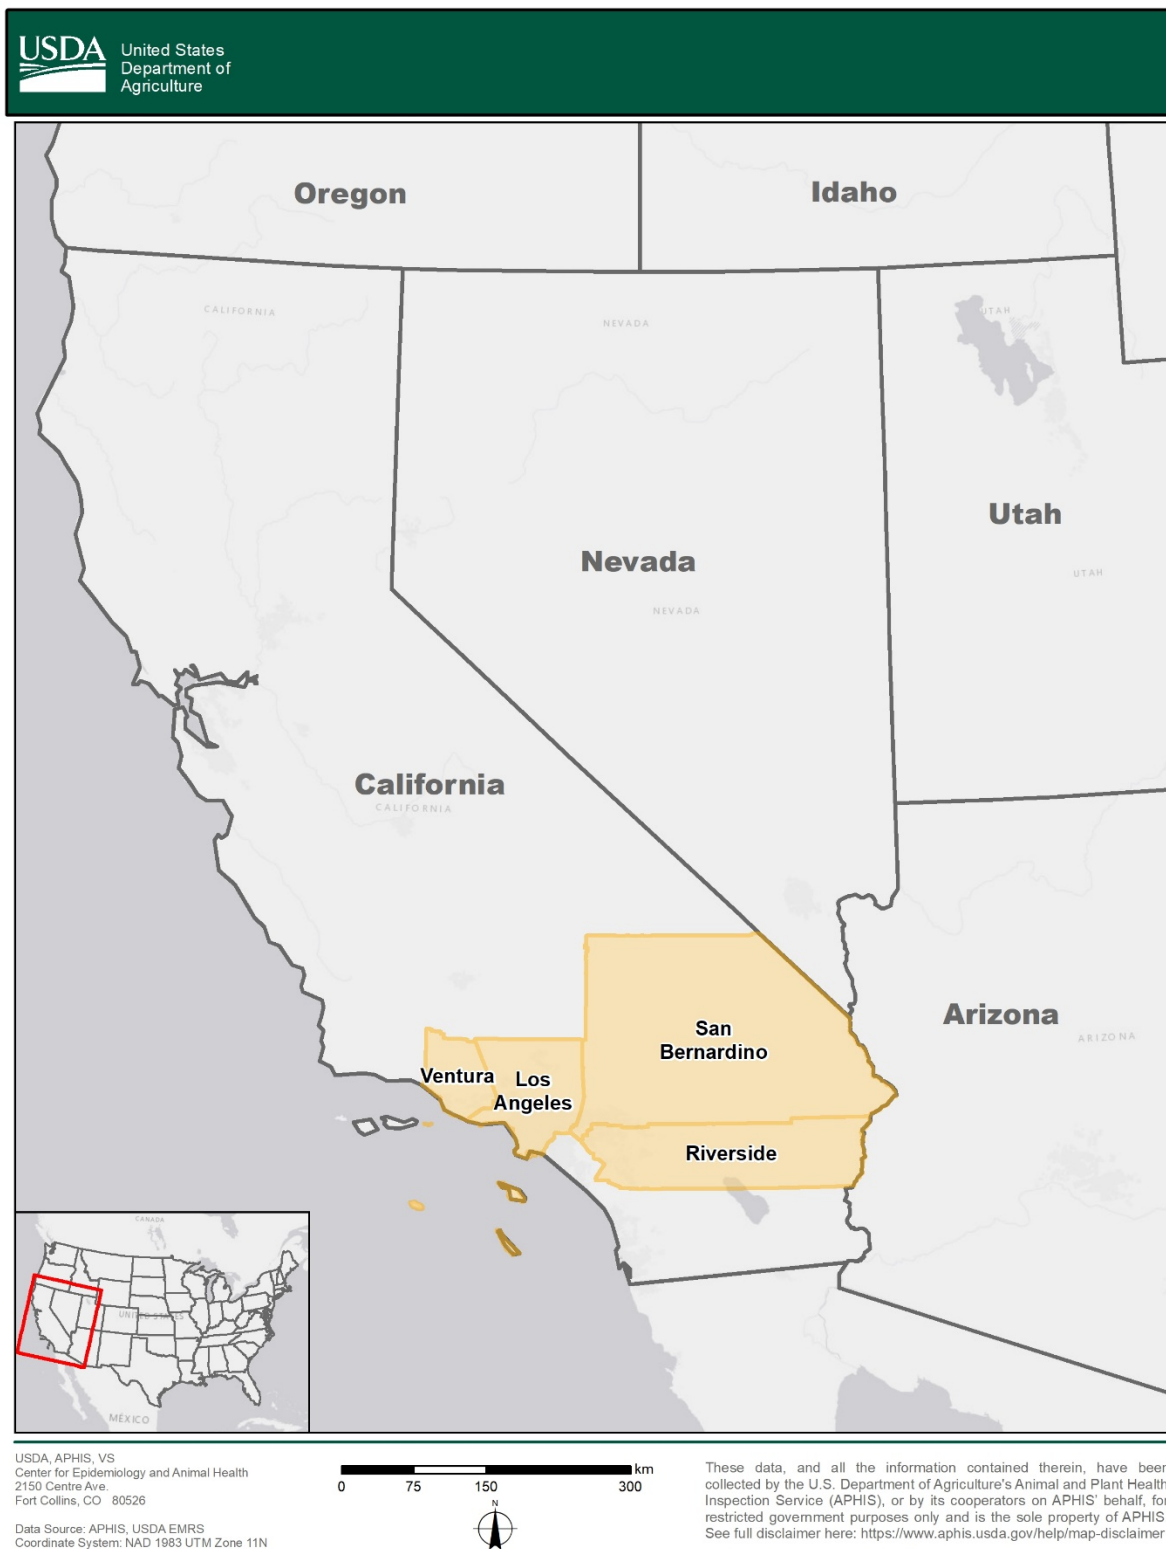 USDA
United States
Department of
Agriculture
Oregon
Idaho
CALIFORNIA
NEVADA
UTAH
Utah
Nevada
UTAH
NEVADA
California
CALIFORNIA
Arizona
ARIZONA
San
Bernardino
Ventura
Los
Angeles
Riverside
CANADA
UNITED STATES
MÉXICO
USDA, APHIS, VS
Center for Epidemiology and Animal Health
2150 Centre Ave.
Fort Collins, CO 80526
Data Source: APHIS, USDA EMRS
Coordinate System: NAD 1983 UTM Zone 11N
km
0 75 150 300
N
These data, and all the information contained therein, have been
collected by the U.S. Department of Agriculture's Animal and Plant Health
Inspection Service (APHIS), or by its cooperators on APHIS' behalf, for
restricted government purposes only and is the sole property of APHIS
See full disclaimer here: https://www.aphis.usda.gov/help/map-disclaimer